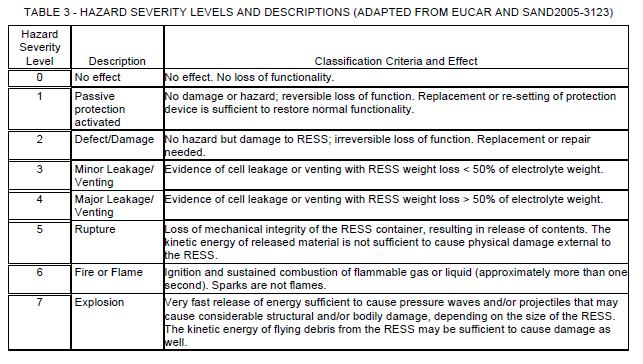 TABLE 3 - HAZARD SEVERITY LEVELS AND DESCRIPTIONS (ADAPTED FROM EUCAR AND SAND2005-3123)
Hazard
Severity
Level
Description
Classification Criteria and Effect
0
No effect
No effect. No loss of functionality.
1
Passive
protection
activated
No damage or hazard; reversible loss of function. Replacement or re-setting of protection
device is sufficient to restore normal functionality.
2
Defect/Damage
No hazard but damage to RESS; irreversible loss of function. Replacement or repair
needed.
3
Minor Leakage/
Venting
Evidence of cell leakage or venting with RESS weight loss < 50% of electrolyte weight.
4
Major Leakage/
Venting
Evidence of cell leakage or venting with RESS weight loss > 50% of electrolyte weight.
5
Rupture
Loss of mechanical integrity of the RESS container, resulting in release of contents. The
kinetic energy of released material is not sufficient to cause physical damage external to
the RESS.
6
Fire or Flame
Ignition and sustained combustion of flammable gas or liquid (approximately more than one
second). Sparks are not flames.
7
Explosion
Very fast release of energy sufficient to cause pressure waves and/or projectiles that may
cause considerable structural and/or bodily damage, depending on the size of the RESS.
The kinetic energy of flying debris from the RESS may be sufficient to cause damage as
well.